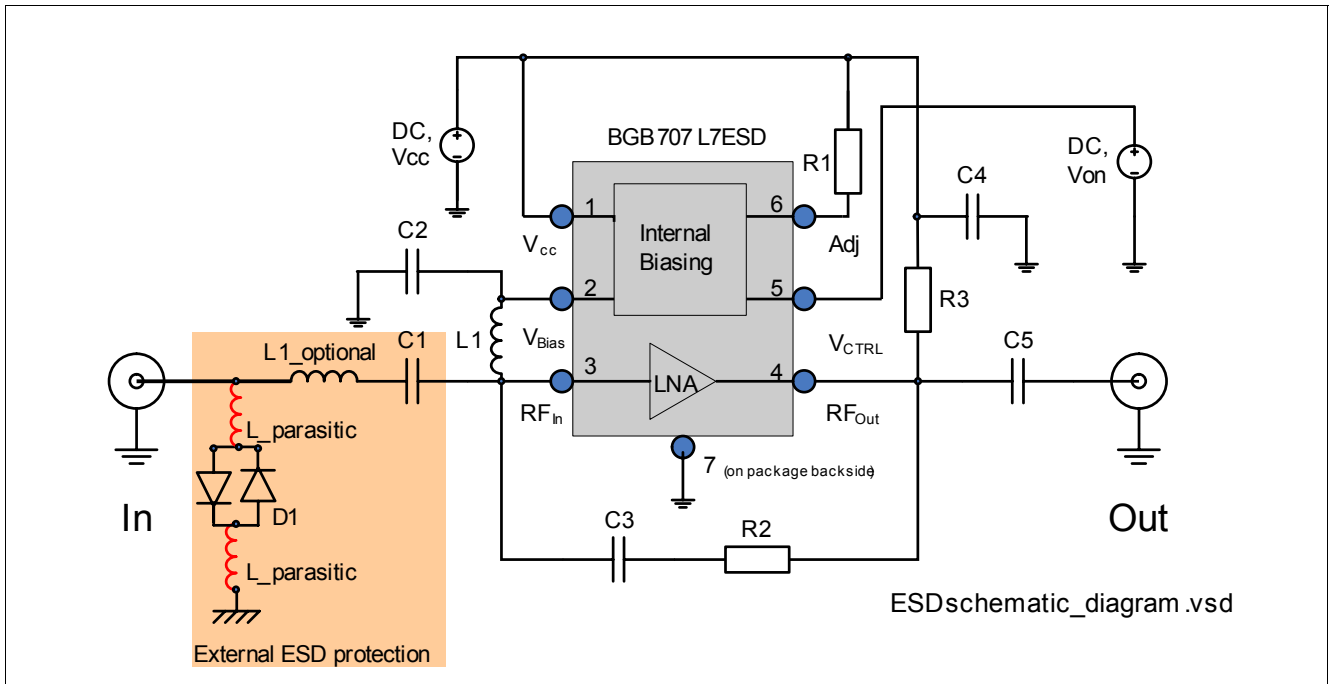 BGB707 L7ESD
DC,
Vcc
+
-
R1
DC,
Von
+
-
C4
1
6
Vcc
Internal
Biasing
Adj
C2
2
5
R3
L1
VBias
VCTRL
C5
L1_optional
C1
3
LNA
4
RFIn
RFOut
L_parasitic
7 (on package backside)
In
D1
Out
C3
R2
L_parasitic
ESDschematic_diagram.vsd
External ESD protection